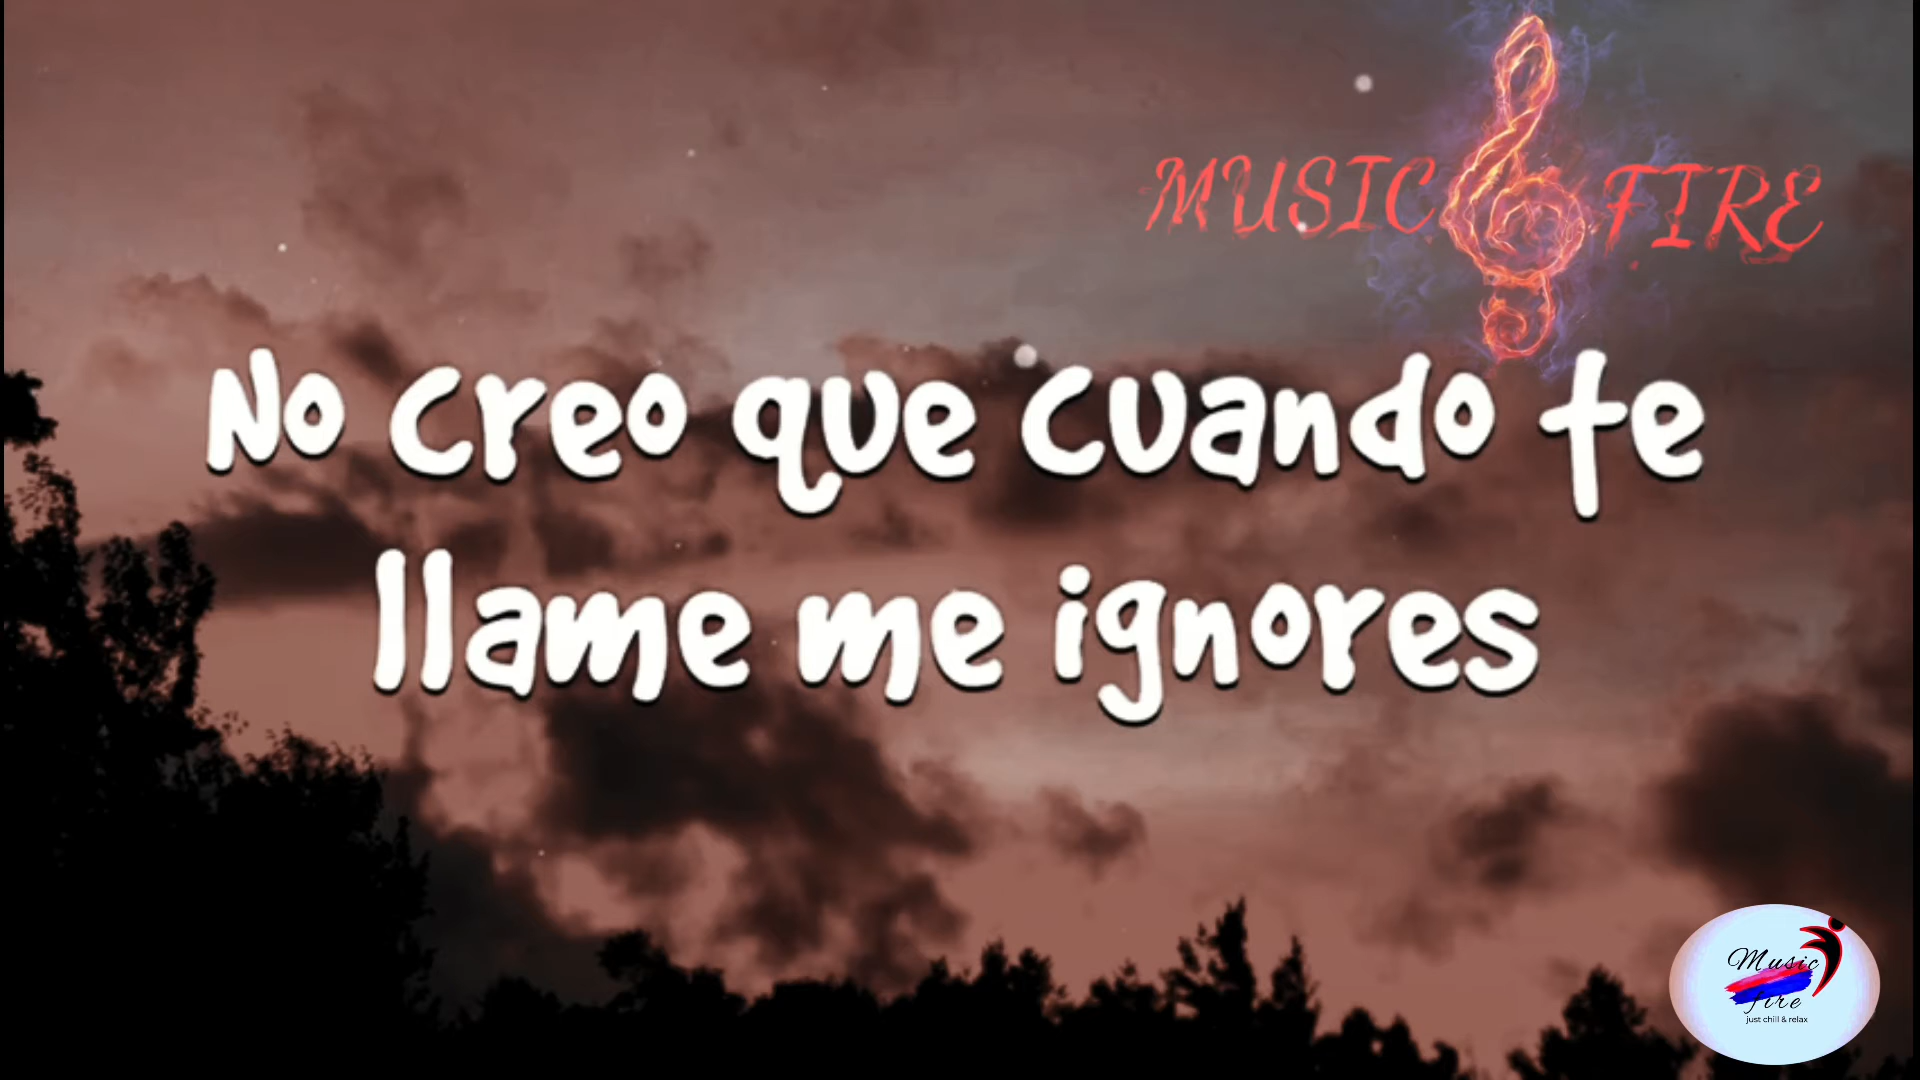 MUSIC FIRE
No creo que cuando te
llame me ignores
Music
fire
just chill & relax